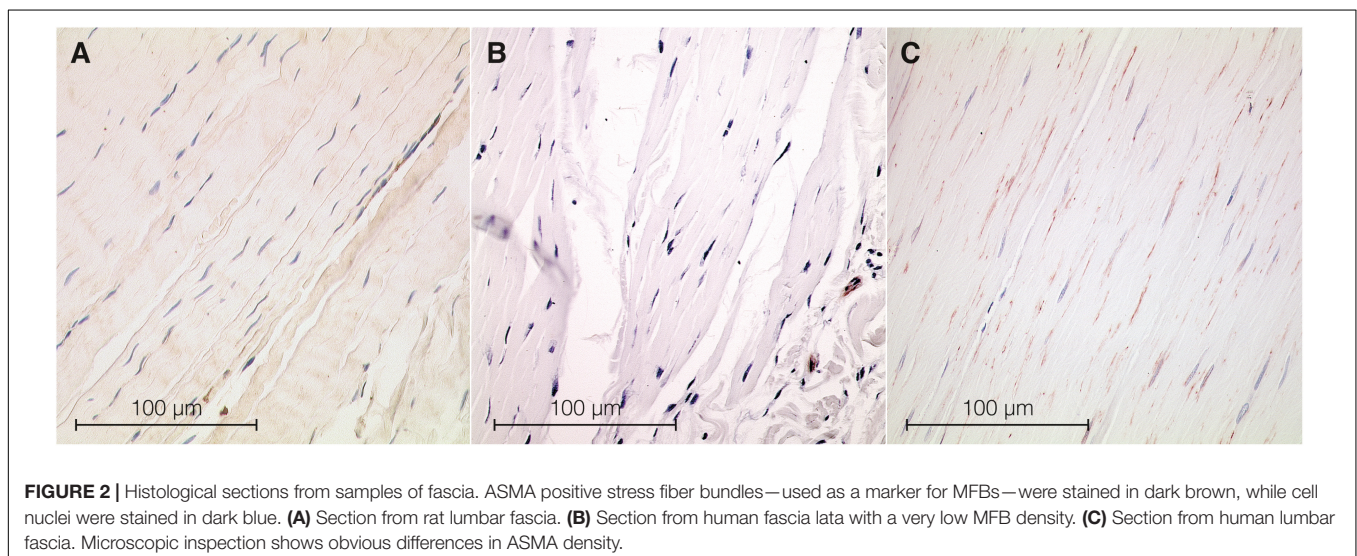 A
B
C
100 µm
100 µm
100 µm
FIGURE 2 | Histological sections from samples of fascia. ASMA positive stress fiber bundles—used as a marker for MFBs—were stained in dark brown, while cell
nuclei were stained in dark blue. (A) Section from rat lumbar fascia. (B) Section from human fascia lata with a very low MFB density. (C) Section from human lumbar
fascia. Microscopic inspection shows obvious differences in ASMA density.